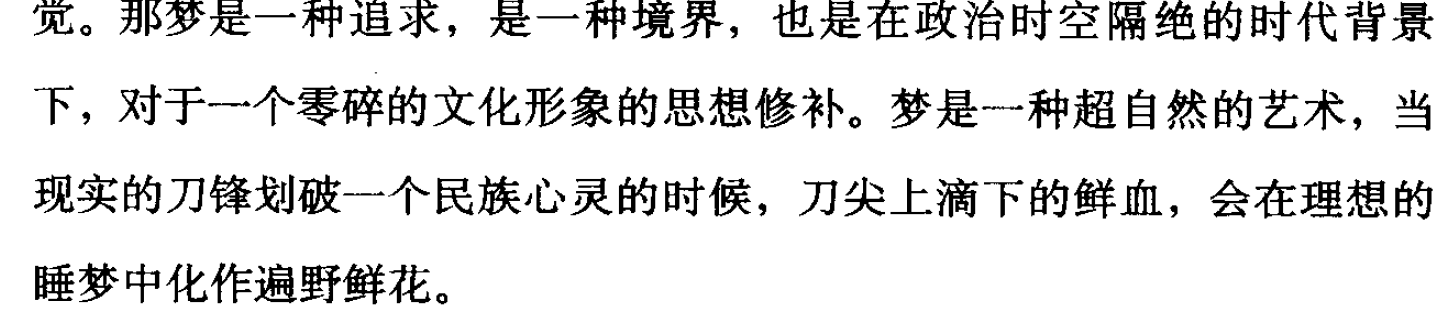 觉。那梦是一种追求，是一种境界，也是在政治时空隔绝的时代背景
下，对于一个零碎的文化形象的思想修补。梦是一种超自然的艺术，当
现实的刀锋划破一个民族心灵的时候，刀尖上滴下的鲜血，会在理想的
睡梦中化作遍野鲜花。